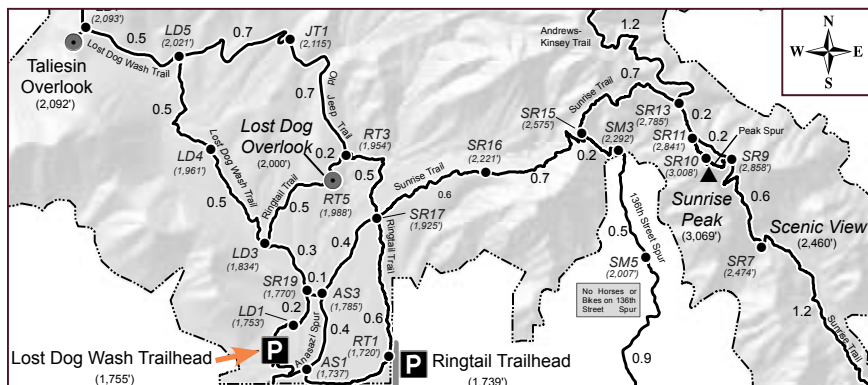 LD7
(2,093')
Taliesin
Overlook
(2,092')
0.5
Lost Dog Wash Trail
LD5
(2,021')
0.7
JT1
(2,115')
0.7
Old
Jeep Trail
0.5
LD4
(1,961')
Lost Dog Wash Trail
0.5
Lost Dog
Overlook
(2,000')
0.2
RT3
(1,954')
RT5
(1,988')
Ringtail Trail
0.5
0.5
LD3
(1,834')
0.3
0.4
SR17
(1,925')
Sunrise Trail
0.6
SR16
(2,221')
0.7
SR15
(2,575')
0.2
SM3
(2,292')
Sunrise Trail
0.7
Andrews-
Kinsey Trail
1.2
SR13
(2,785')
0.2
SR11
(2,841')
0.2
Peak Spur
SR10
(3,008')
SR9
(2,858')
0.6
Sunrise
Peak
(3,069')
Scenic View
(2,460')
SR7
(2,474')
1.2
Sunrise Trail
136th Street Spur
0.5
SM5
(2,007')
No Horses or
Bikes on 136th
Street Spur
0.9
SR19
(1,770')
0.1
AS3
(1,785')
0.2
LD1
(1,753')
Anasazi Spur
0.4
AS1
(1,737')
Ringtail Trail
0.6
RT1
(1,720')
Lost Dog Wash Trailhead
(1,755')
P
P
Ringtail Trailhead
(1,739')
N
W E
S